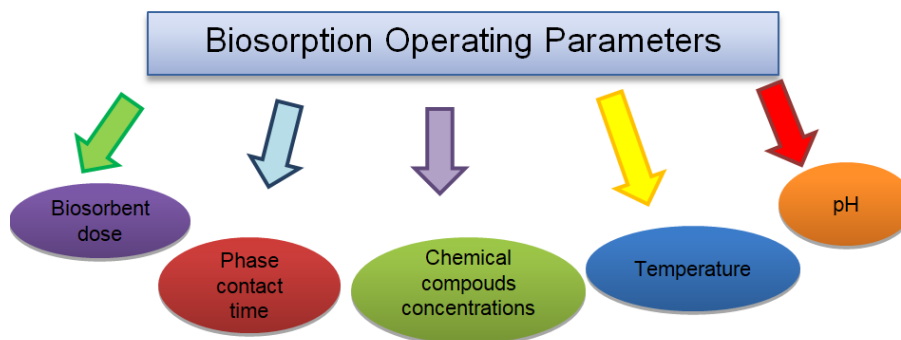 Biosorption Operating Parameters
Biosorbent
dose
Phase
contact
time
Chemical
compouds
concentrations
Temperature
pH